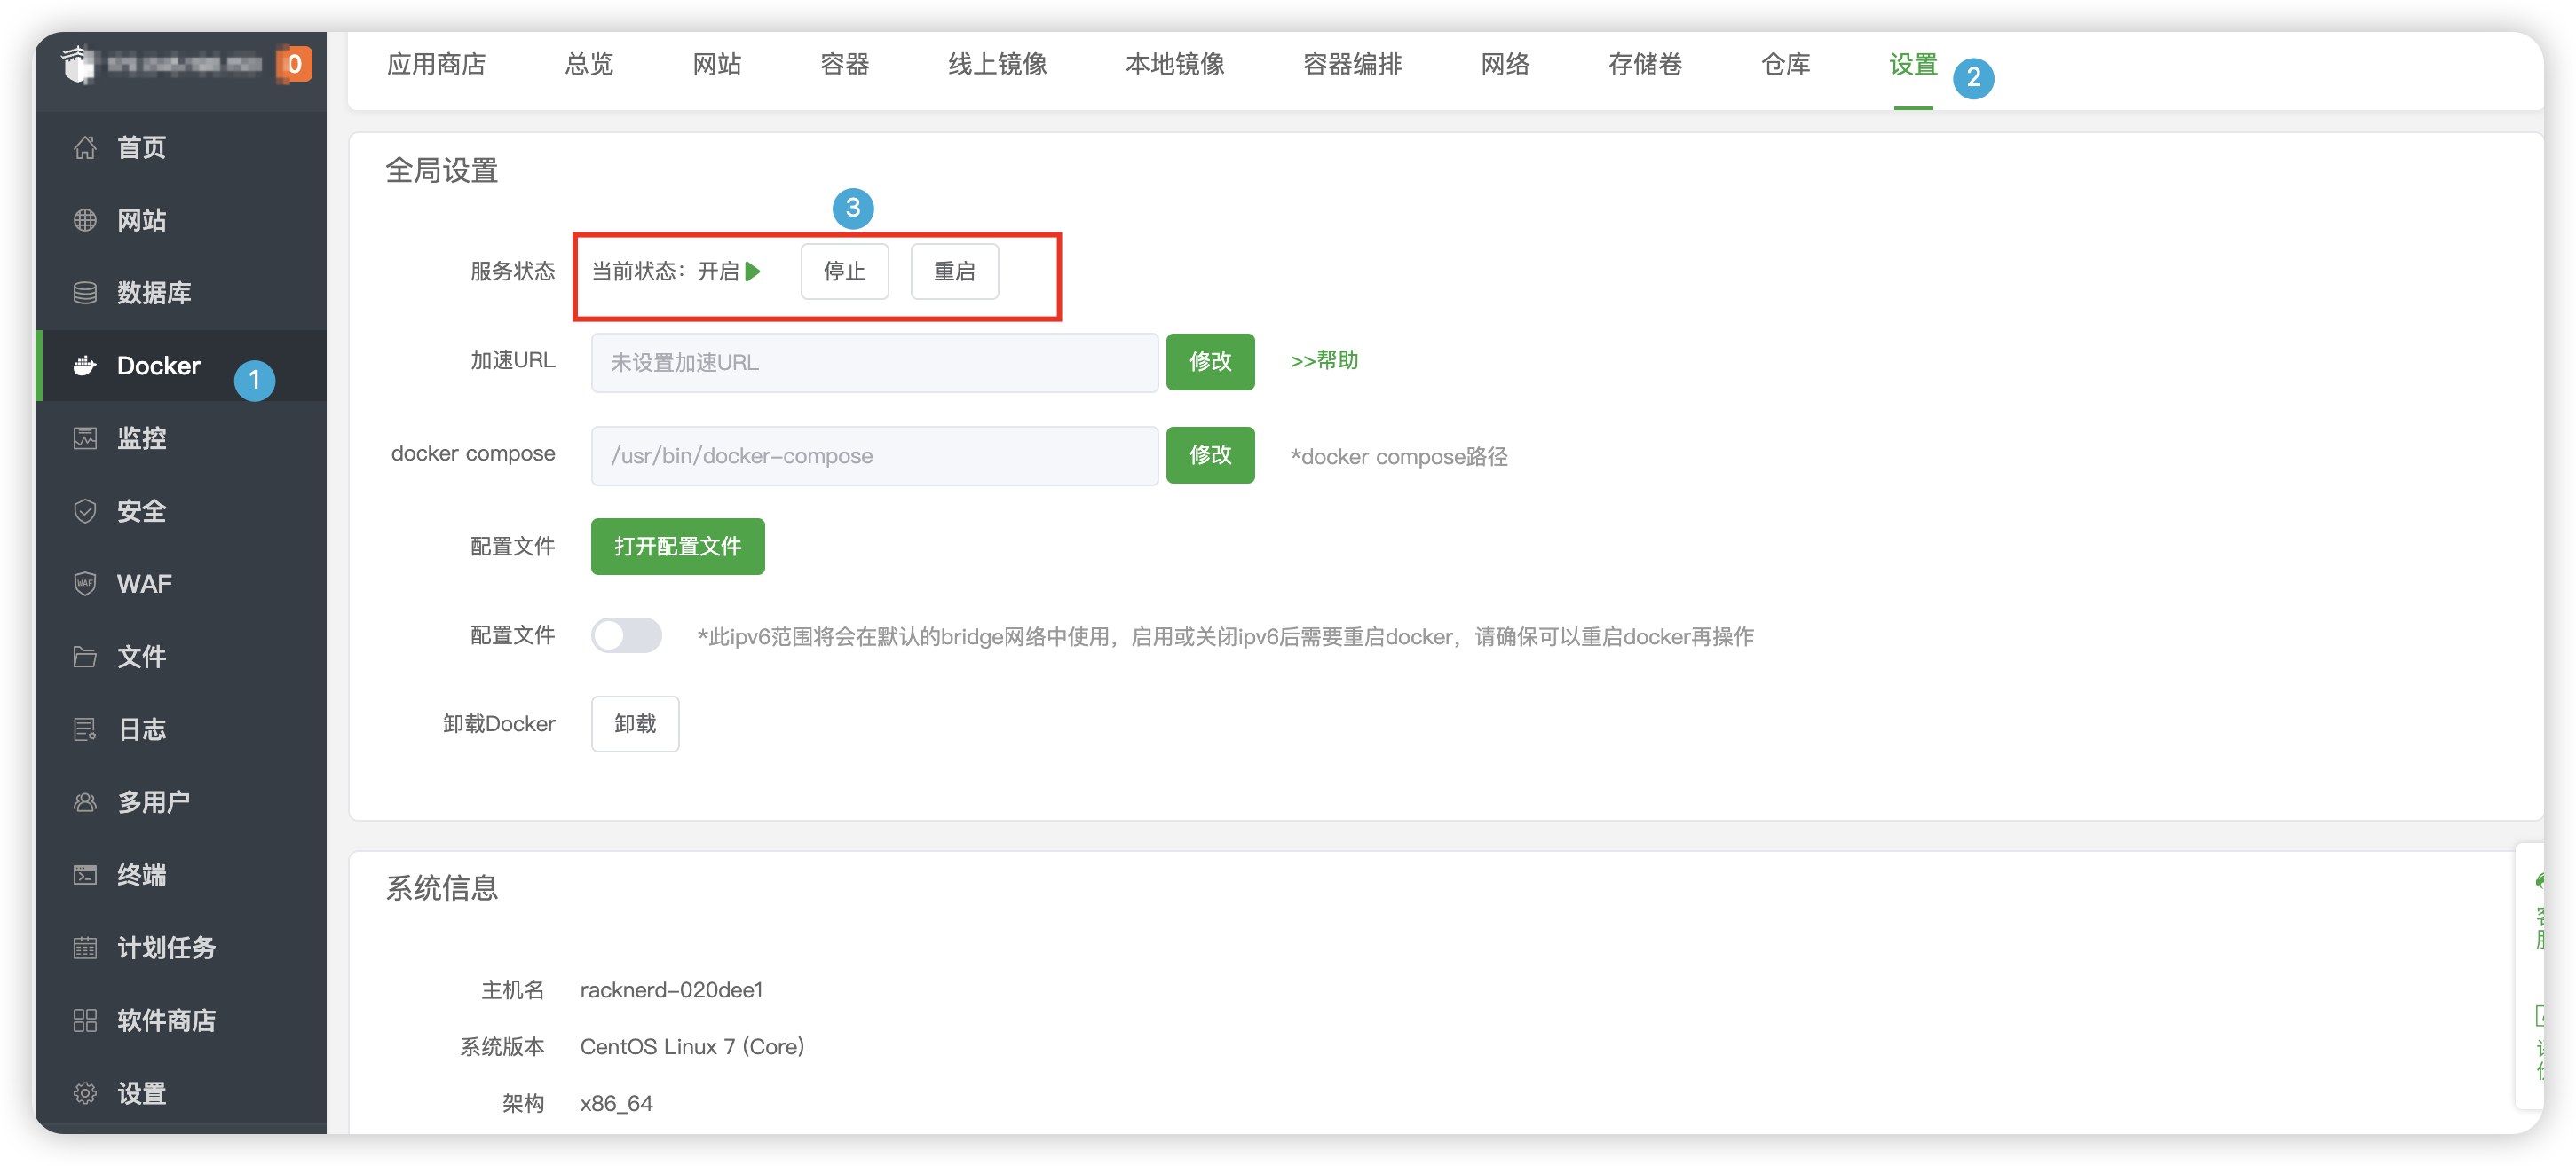 0
首页
网站
数据库
Docker
1
监控
安全
WAF
文件
日志
多用户
终端
计划任务
软件商店
设置
应用商店 总览 网站 容器 线上镜像 本地镜像 容器编排 网络 存储卷 仓库 设置 2
全局设置
3
服务状态 当前状态：开启 停止 重启
加速URL 未设置加速URL 修改 >>帮助
docker compose /usr/bin/docker-compose 修改 *docker compose路径
配置文件 打开配置文件
配置文件 *此ipv6范围将会在默认的bridge网络中使用，启用或关闭ipv6后需要重启docker，请确保可以重启docker再操作
卸载Docker 卸载
系统信息
主机名 racknerd-020dee1
系统版本 CentOS Linux 7 (Core)
架构 x86_64